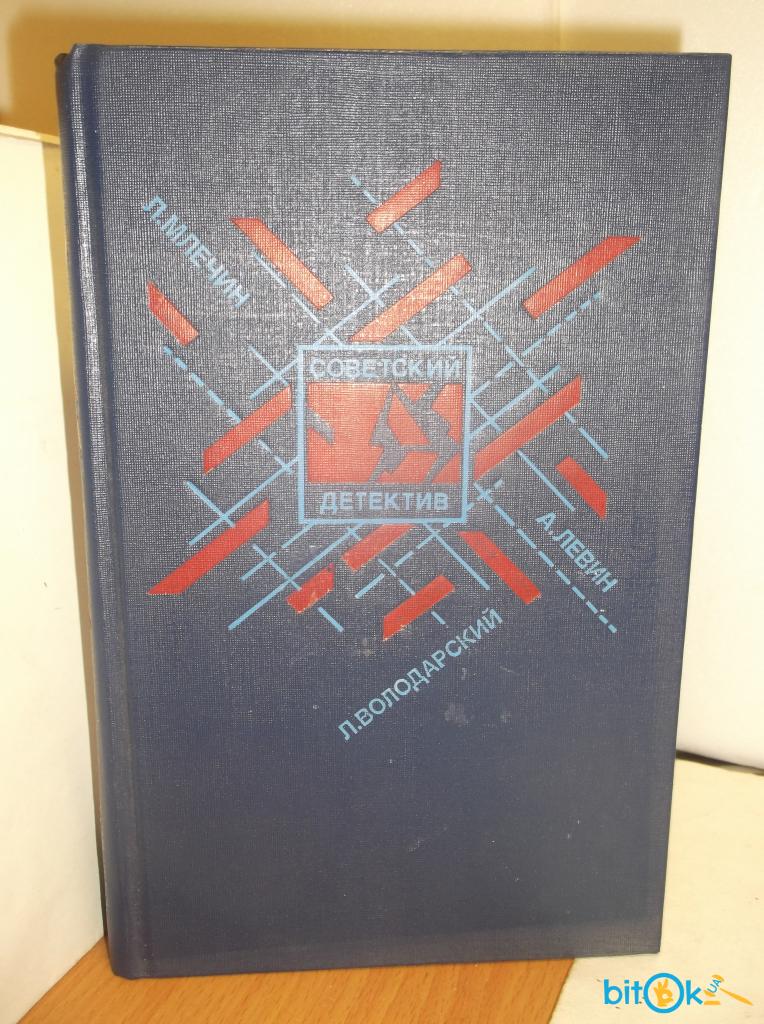 Л.МЛЕЧИН
СОВЕТСКИЙ
ДЕТЕКТИВ
А.ЛЕВИН
Л.ВОЛОДАРСКИЙ
bitOk
UA